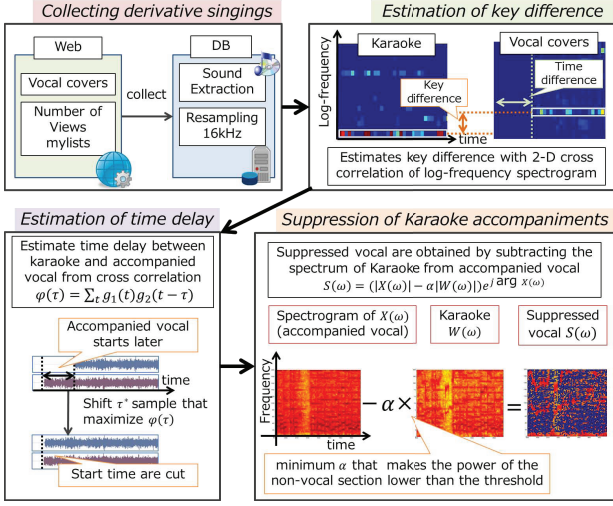 Collecting derivative singings
Web
Vocal covers
Number of
Views
mylists
collect
DB
Sound
Extraction
Resampling
16kHz
Estimation of key difference
Karaoke
Vocal covers
Log-frequency
Key
difference
Time
difference
time
Estimates key difference with 2-D cross
correlation of log-frequency spectrogram
Estimation of time delay
Estimate time delay between
karaoke and accompanied
vocal from cross correlation
φ(τ) = ∑ₜ g₁(t)g₂(t − τ)
Accompanied vocal
starts later
time
Shift τ* sample that
maximize φ(τ)
Start time are cut
Suppression of Karaoke accompaniments
Suppressed vocal are obtained by subtracting the
spectrum of Karaoke from accompanied vocal
S(ω) = (|X(ω)| − α|W(ω)|)e^{j arg X(ω)}
Spectrogram of X(ω)
(accompanied vocal)
Karaoke
W(ω)
Suppressed
vocal S(ω)
Frequency
− α ×
=
time
minimum α that makes the power of the
non-vocal section lower than the threshold